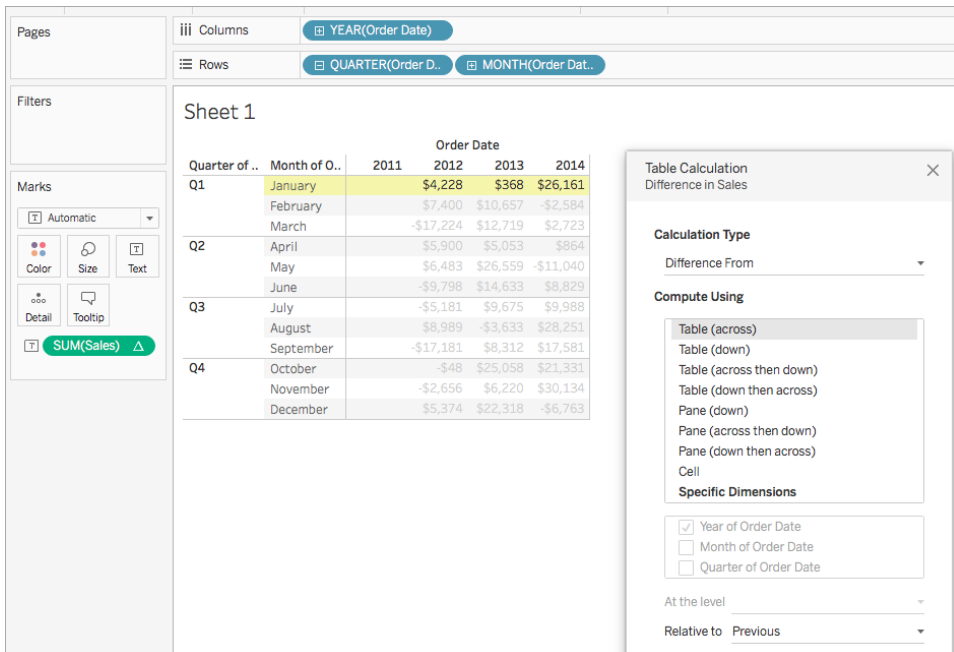 Pages
iii Columns
YEAR(Order Date)
Rows
QUARTER(Order D..
MONTH(Order Dat..
Filters
Sheet 1
Order Date
Quarter of .. Month of O.. 2011 2012 2013 2014
Q1 January $4,228 $368 $26,161
February $7,400 $10,657 -$2,584
March -$17,224 $12,719 $2,723
Q2 April $5,900 $5,053 $864
May $6,483 $26,559 -$11,040
June -$9,798 $14,633 $8,829
Q3 July -$5,181 $9,675 $9,988
August $8,989 -$3,633 $28,251
September -$17,181 $8,312 $17,581
Q4 October -$48 $25,058 $21,331
November -$2,656 $6,220 $30,134
December $5,374 $22,318 -$6,763
Marks
T Automatic
Color Size Text
Detail Tooltip
T SUM(Sales) △
Table Calculation
Difference in Sales
Calculation Type
Difference From
Compute Using
Table (across)
Table (down)
Table (across then down)
Table (down then across)
Pane (down)
Pane (across then down)
Pane (down then across)
Cell
Specific Dimensions
Year of Order Date
Month of Order Date
Quarter of Order Date
At the level
Relative to Previous